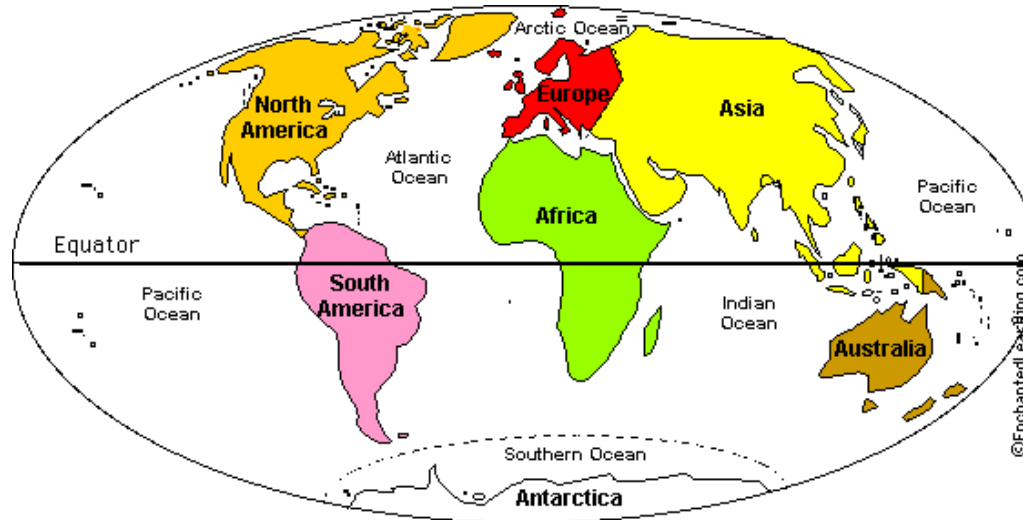 Arctic Ocean
North
America
Europe
Asia
Atlantic
Ocean
Africa
Pacific
Ocean
Equator
Pacific
Ocean
South
America
Indian
Ocean
Australia
Southern Ocean
Antarctica
©EnchantedLearning.com